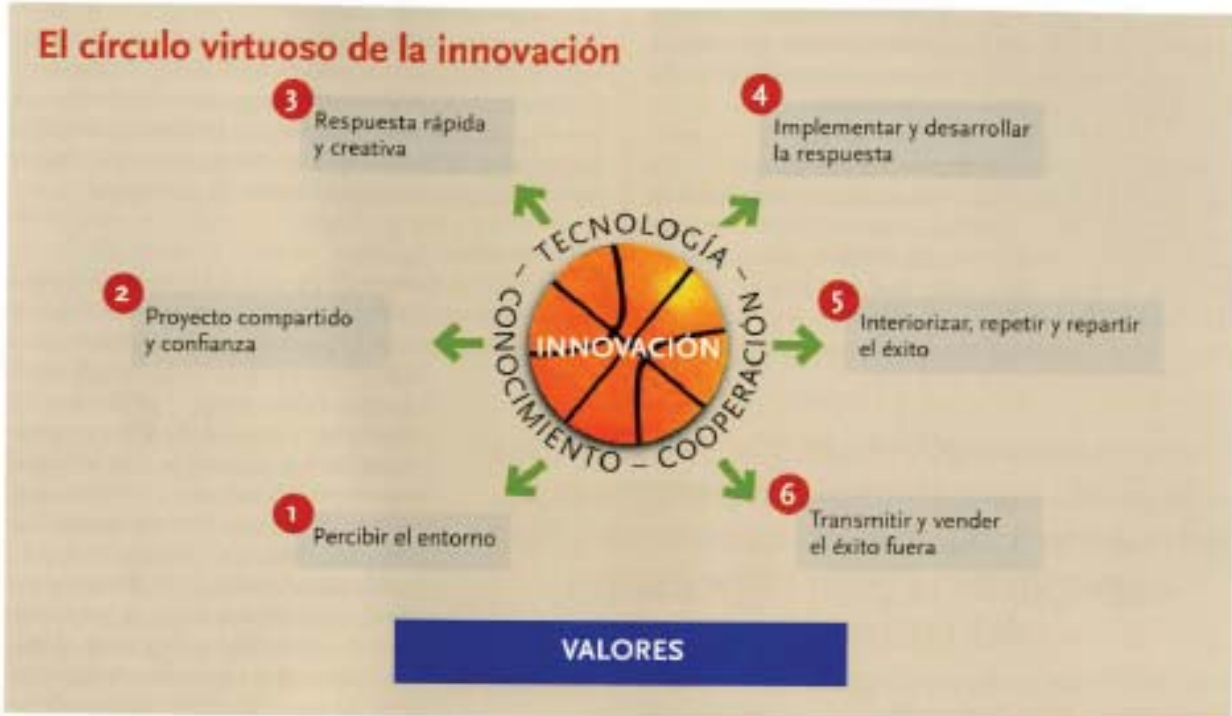 El círculo virtuoso de la innovación
3
Respuesta rápida
y creativa
4
Implementar y desarrollar
la respuesta
2
Proyecto compartido
y confianza
CONOCIMIENTO – TECNOLOGÍA – COOPERACIÓN –
INNOVACIÓN
5
Interiorizar, repetir y repartir
el éxito
1
Percibir el entorno
6
Transmitir y vender
el éxito fuera
VALORES